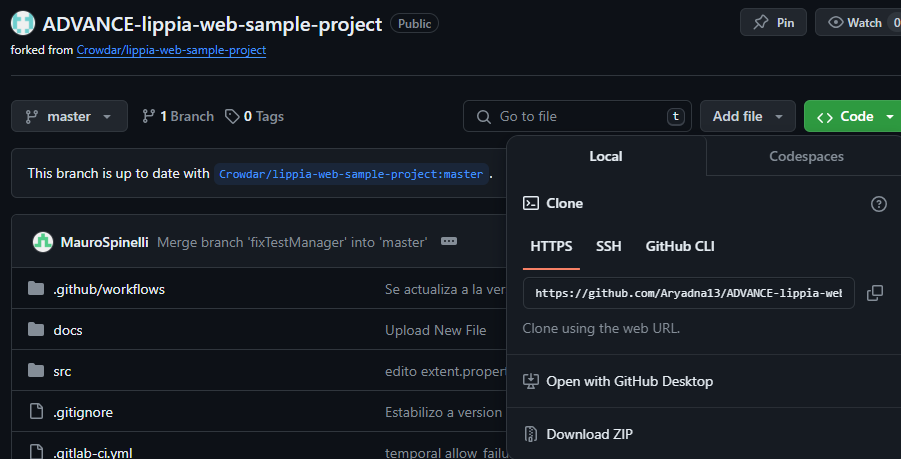 ADVANCE-lippia-web-sample-project Public Pin Watch 0
forked from Crowdar/lippia-web-sample-project
master 1 Branch 0 Tags Go to file t Add file <> Code
This branch is up to date with Crowdar/lippia-web-sample-project:master .
Local Codespaces
Clone
HTTPS SSH GitHub CLI
https://github.com/Aryadna13/ADVANCE-lippia-web
Clone using the web URL.
Open with GitHub Desktop
Download ZIP
MauroSpinelli Merge branch 'fixTestManager' into 'master'
.github/workflows Se actualiza a la ver
docs Upload New File
src edito extent.propert
.gitignore Estabilizo a version
.gitlab-ci.yml temporal allow_failu